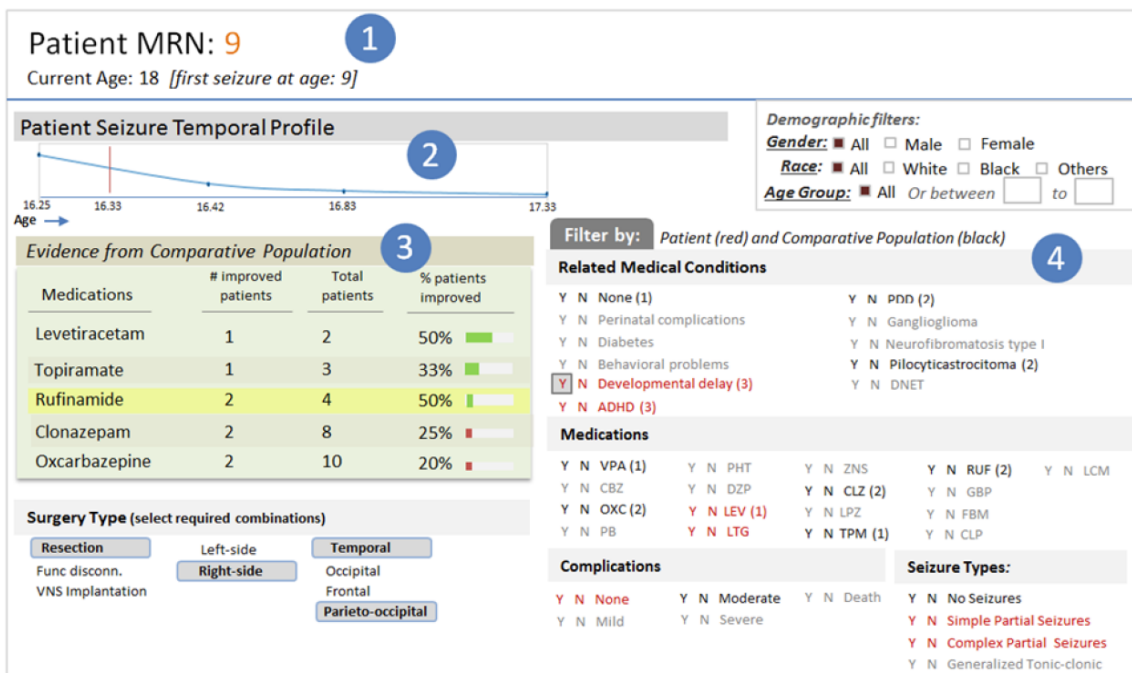 Patient MRN: 9
1
Current Age: 18 [first seizure at age: 9]
Patient Seizure Temporal Profile
2
16.25 16.33 16.42 16.83 17.33
Age
Demographic filters:
Gender: All Male Female
Race: All White Black Others
Age Group: All Or between to
Evidence from Comparative Population
3
Medications # improved patients Total patients % patients improved
Levetiracetam 1 2 50%
Topiramate 1 3 33%
Rufinamide 2 4 50%
Clonazepam 2 8 25%
Oxcarbazepine 2 10 20%
Surgery Type (select required combinations)
Resection Left-side Temporal
Func disconn. Right-side Occipital
VNS Implantation Frontal
Parieto-occipital
Filter by: Patient (red) and Comparative Population (black)
4
Related Medical Conditions
Y N None (1) Y N PDD (2)
Y N Perinatal complications Y N Ganglioglioma
Y N Diabetes Y N Neurofibromatosis type I
Y N Behavioral problems Y N Pilocyticastrocitoma (2)
Y N Developmental delay (3) Y N DNET
Y N ADHD (3)
Medications
Y N VPA (1) Y N PHT Y N ZNS Y N RUF (2) Y N LCM
Y N CBZ Y N DZP Y N CLZ (2) Y N GBP
Y N OXC (2) Y N LEV (1) Y N LPZ Y N FBM
Y N PB Y N LTG Y N TPM (1) Y N CLP
Complications
Y N None Y N Moderate Y N Death
Y N Mild Y N Severe
Seizure Types:
Y N No Seizures
Y N Simple Partial Seizures
Y N Complex Partial Seizures
Y N Generalized Tonic-clonic